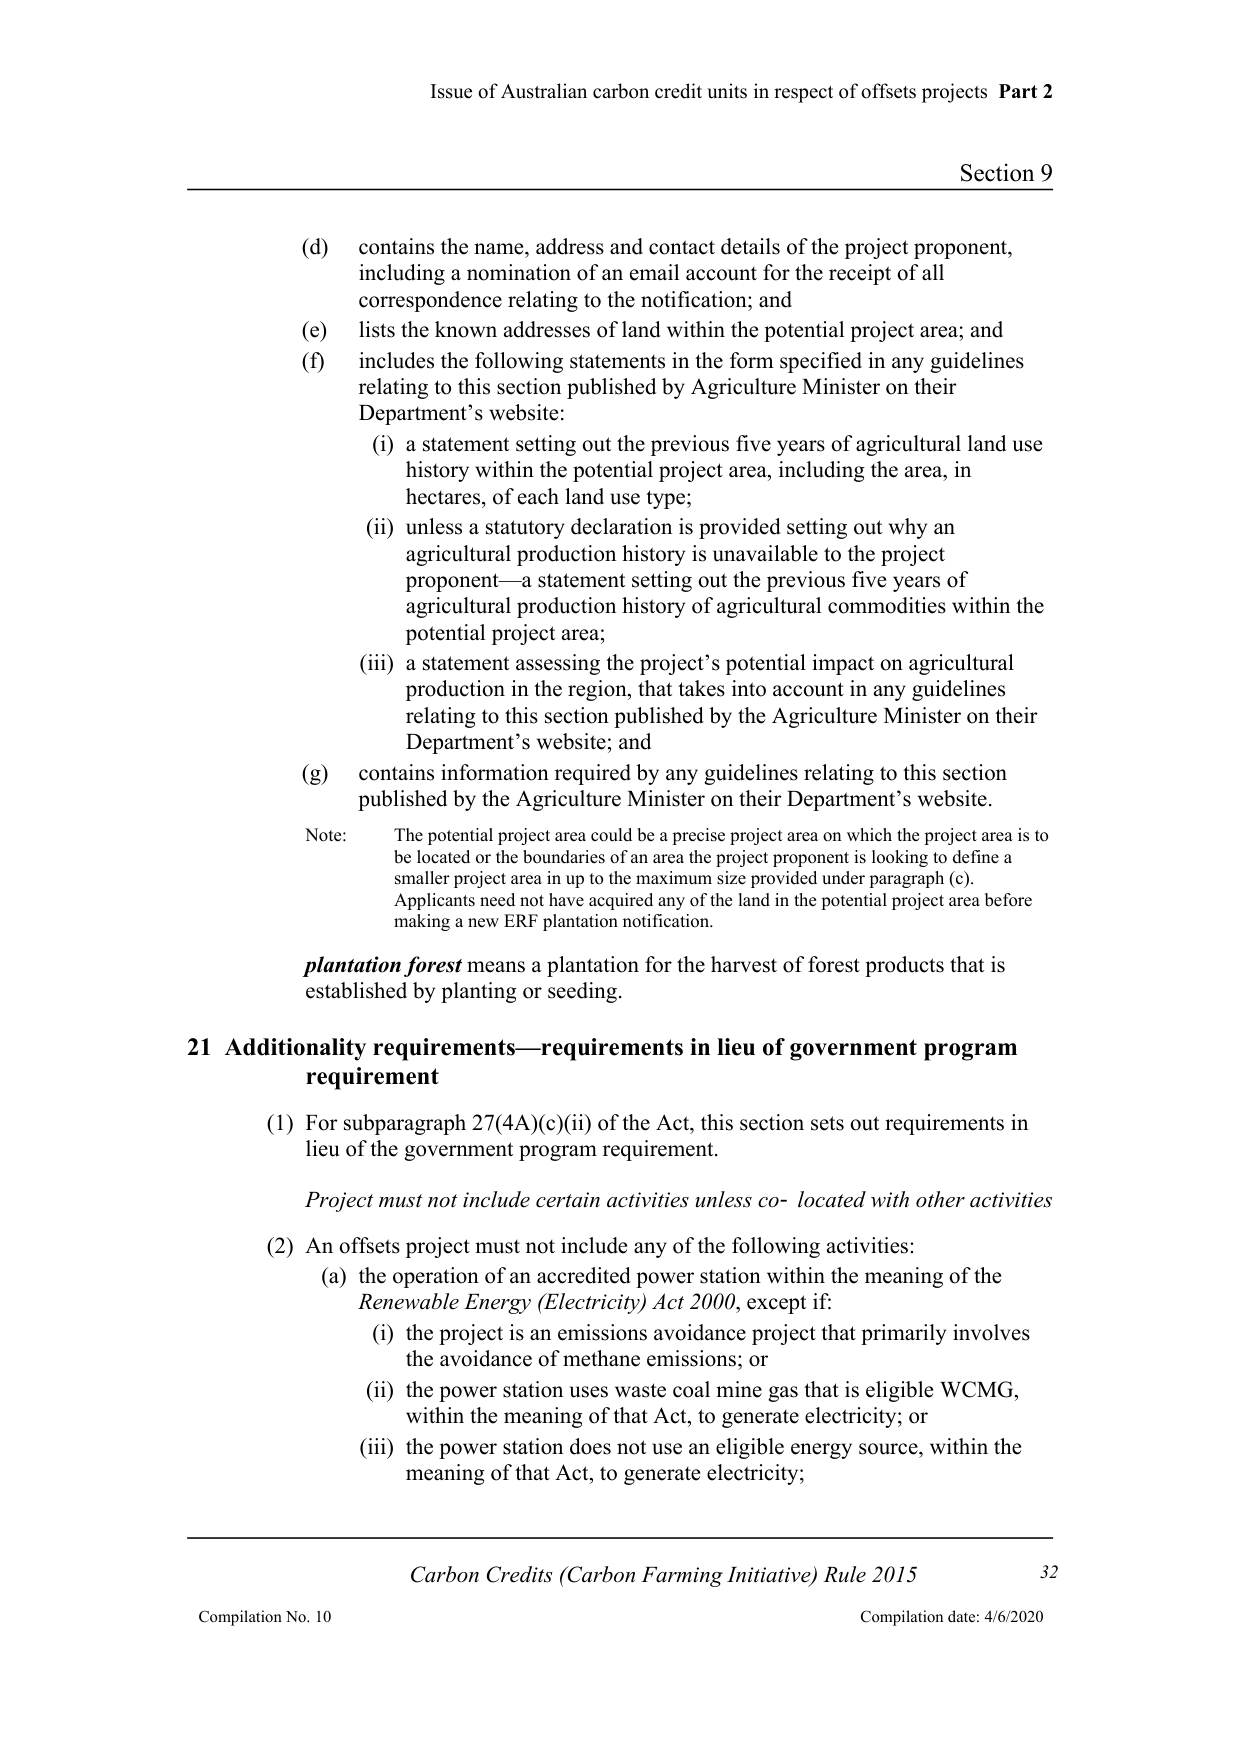 Issue of Australian carbon credit units in respect of offsets projects Part 2
Section 9
(d) contains the name, address and contact details of the project proponent,
including a nomination of an email account for the receipt of all
correspondence relating to the notification; and
(e) lists the known addresses of land within the potential project area; and
(f) includes the following statements in the form specified in any guidelines
relating to this section published by Agriculture Minister on their
Department’s website:
(i) a statement setting out the previous five years of agricultural land use
history within the potential project area, including the area, in
hectares, of each land use type;
(ii) unless a statutory declaration is provided setting out why an
agricultural production history is unavailable to the project
proponent—a statement setting out the previous five years of
agricultural production history of agricultural commodities within the
potential project area;
(iii) a statement assessing the project’s potential impact on agricultural
production in the region, that takes into account in any guidelines
relating to this section published by the Agriculture Minister on their
Department’s website; and
(g) contains information required by any guidelines relating to this section
published by the Agriculture Minister on their Department’s website.
Note: The potential project area could be a precise project area on which the project area is to
be located or the boundaries of an area the project proponent is looking to define a
smaller project area in up to the maximum size provided under paragraph (c).
Applicants need not have acquired any of the land in the potential project area before
making a new ERF plantation notification.
plantation forest means a plantation for the harvest of forest products that is
established by planting or seeding.
21 Additionality requirements—requirements in lieu of government program
requirement
(1) For subparagraph 27(4A)(c)(ii) of the Act, this section sets out requirements in
lieu of the government program requirement.
Project must not include certain activities unless co- located with other activities
(2) An offsets project must not include any of the following activities:
(a) the operation of an accredited power station within the meaning of the
Renewable Energy (Electricity) Act 2000, except if:
(i) the project is an emissions avoidance project that primarily involves
the avoidance of methane emissions; or
(ii) the power station uses waste coal mine gas that is eligible WCMG,
within the meaning of that Act, to generate electricity; or
(iii) the power station does not use an eligible energy source, within the
meaning of that Act, to generate electricity;
Carbon Credits (Carbon Farming Initiative) Rule 2015 32
Compilation No. 10 Compilation date: 4/6/2020